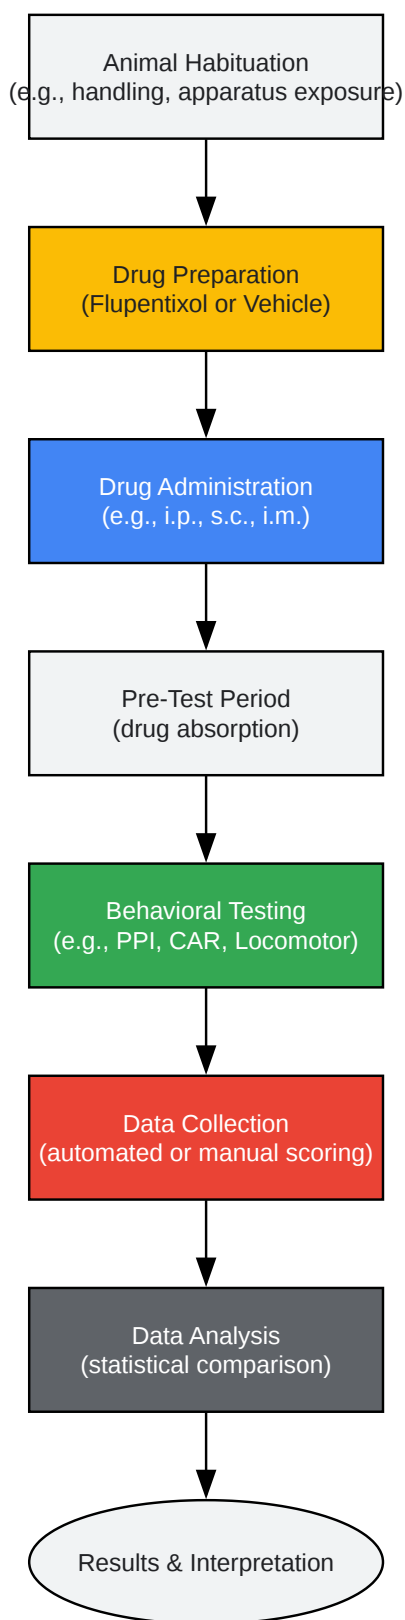 Animal Habituation
(e.g., handling, apparatus exposure)
Drug Preparation
(Flupentixol or Vehicle)
Drug Administration
(e.g., i.p., s.c., i.m.)
Pre-Test Period
(drug absorption)
Behavioral Testing
(e.g., PPI, CAR, Locomotor)
Data Collection
(automated or manual scoring)
Data Analysis
(statistical comparison)
Results & Interpretation